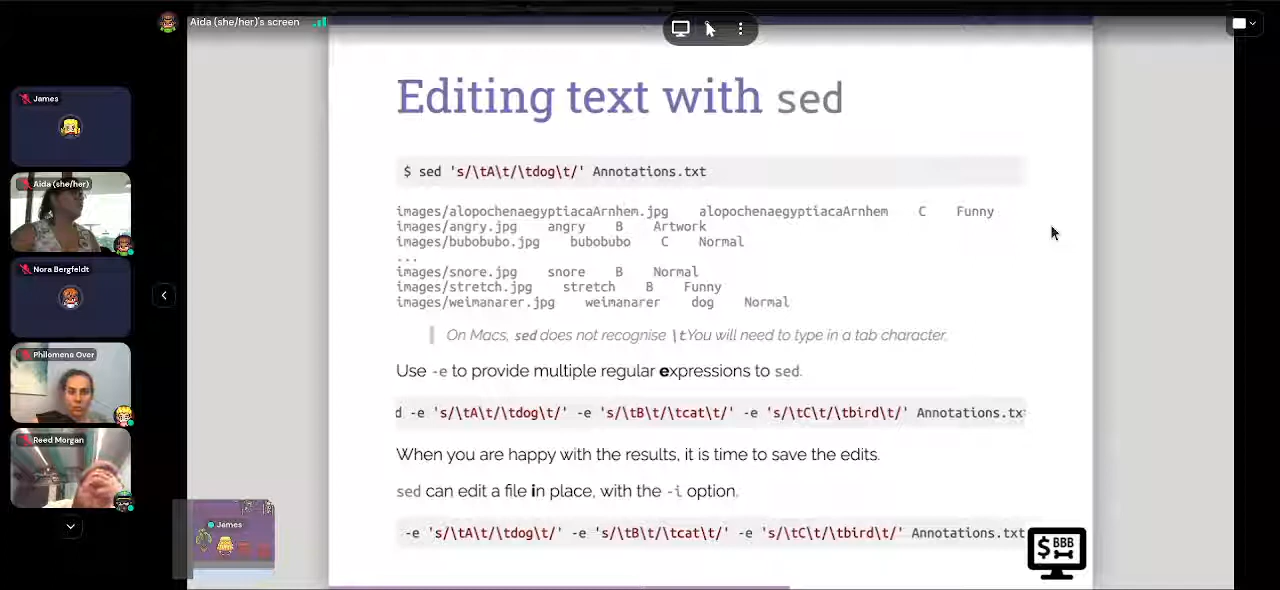 Aida (she/her)'s screen
James
Aida (she/her)
Nora Bergfeldt
Philomena Over
Reed Morgan
James
Editing text with sed
$ sed 's/\tA\t/\tdog\t/' Annotations.txt
images/alopochenaegyptiacaArnhem.jpg alopochenaegyptiacaArnhem C Funny
images/angry.jpg angry B Artwork
images/bubobubo.jpg bubobubo C Normal
...
images/snore.jpg snore B Normal
images/stretch.jpg stretch B Funny
images/weimanarer.jpg weimanarer dog Normal
On Macs, sed does not recognise \tYou will need to type in a tab character.
Use -e to provide multiple regular expressions to sed.
d -e 's/\tA\t/\tdog\t/' -e 's/\tB\t/\tcat\t/' -e 's/\tC\t/\tbird\t/' Annotations.txt
When you are happy with the results, it is time to save the edits.
sed can edit a file in place, with the -i option.
-e 's/\tA\t/\tdog\t/' -e 's/\tB\t/\tcat\t/' -e 's/\tC\t/\tbird\t/' Annotations.txt
$ BBB